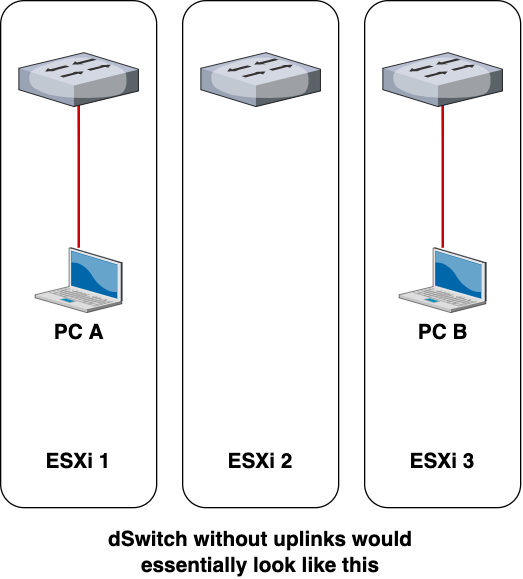 PC A
PC B
ESXi 1
ESXi 2
ESXi 3
dSwitch without uplinks would
essentially look like this